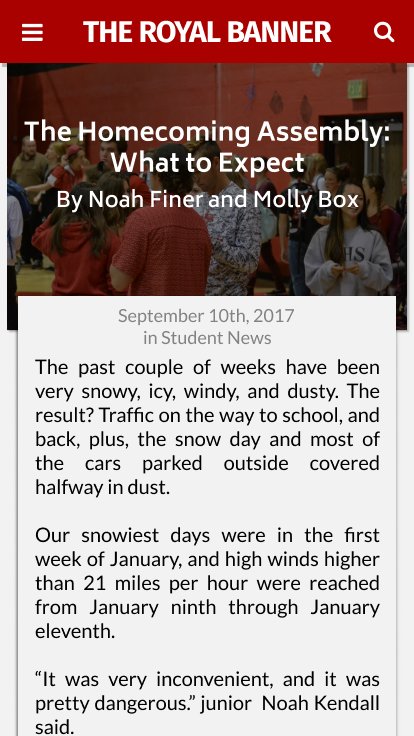 THE ROYAL BANNER
The Homecoming Assembly:
What to Expect
By Noah Finer and Molly Box
HS
September 10th, 2017
in Student News
The past couple of weeks have been
very snowy, icy, windy, and dusty. The
result? Traffic on the way to school, and
back, plus, the snow day and most of
the cars parked outside covered
halfway in dust.
Our snowiest days were in the first
week of January, and high winds higher
than 21 miles per hour were reached
from January ninth through January
eleventh.
“It was very inconvenient, and it was
pretty dangerous.” junior Noah Kendall
said.